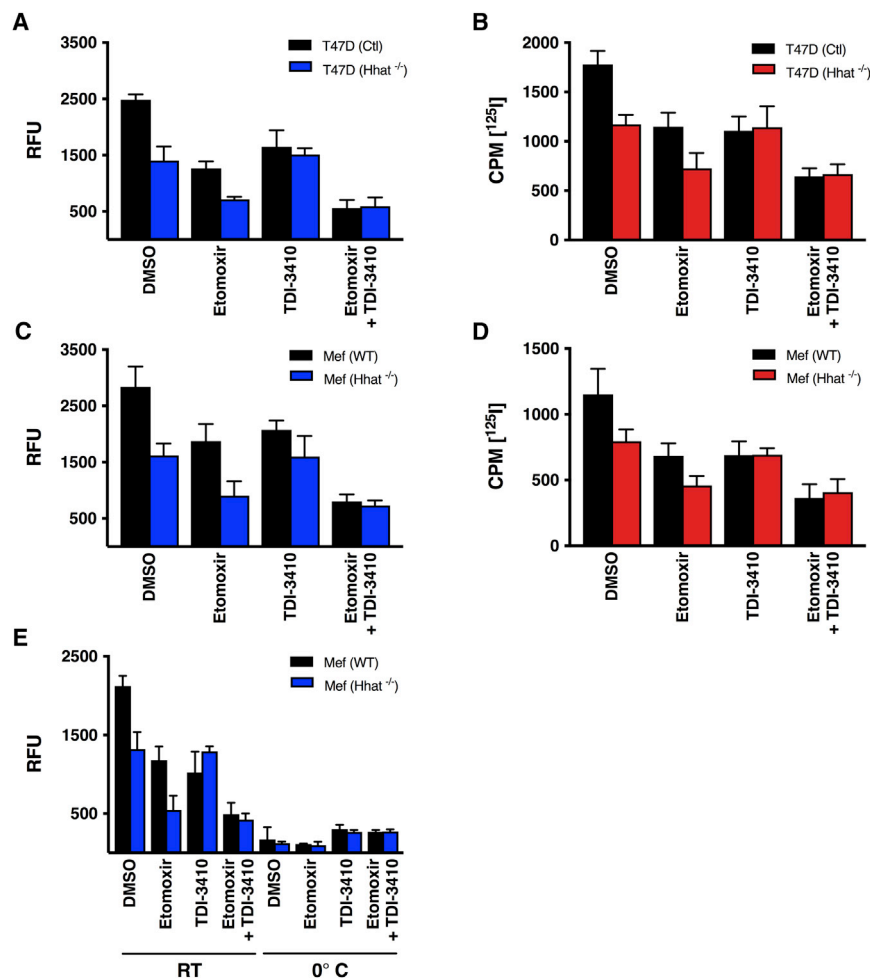 A
3500
2500
1500
500
RFU
T47D (Ctl)
T47D (Hhat -/-)
DMSO
Etomoxir
TDI-3410
Etomoxir
+ TDI-3410
B
2000
1500
1000
500
0
CPM [125I]
T47D (Ctl)
T47D (Hhat -/-)
DMSO
Etomoxir
TDI-3410
Etomoxir
+ TDI-3410
C
3500
2500
1500
500
RFU
Mef (WT)
Mef (Hhat -/-)
DMSO
Etomoxir
TDI-3410
Etomoxir
+ TDI-3410
D
1500
1000
500
0
CPM [125I]
Mef (WT)
Mef (Hhat -/-)
DMSO
Etomoxir
TDI-3410
Etomoxir
+ TDI-3410
E
2500
1500
500
RFU
Mef (WT)
Mef (Hhat -/-)
DMSO
Etomoxir
TDI-3410
Etomoxir
+ TDI-3410
DMSO
Etomoxir
TDI-3410
Etomoxir
+ TDI-3410
RT
0° C